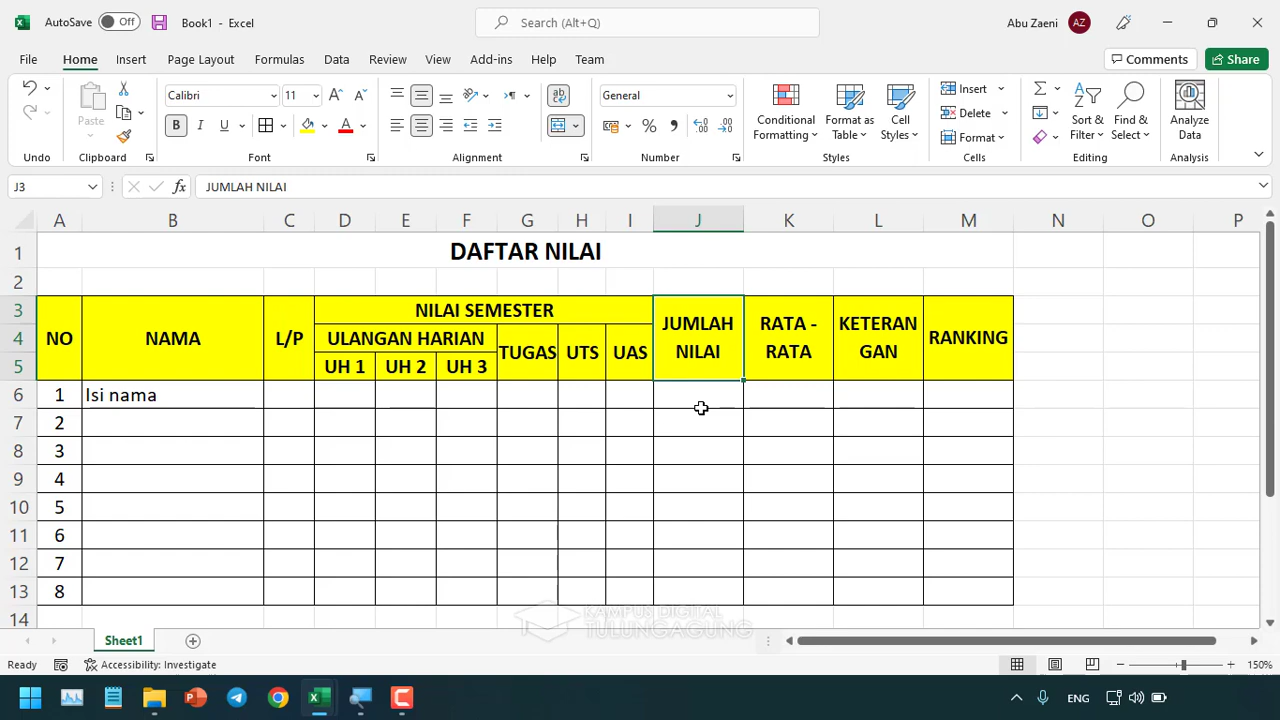 AutoSave Off Book1 - Excel Search (Alt+Q) Abu Zaeni AZ
File Home Insert Page Layout Formulas Data Review View Add-ins Help Team Comments Share
Calibri 11 General Insert
Paste Conditional Formatting Format as Table Cell Styles Delete Sort & Filter Find & Select Analyze Data
B I U Format
Undo Clipboard Font Alignment Number Styles Cells Editing Analysis
J3 fx JUMLAH NILAI
A B C D E F G H I J K L M N O P
1 DAFTAR NILAI
2
3 NILAI SEMESTER
4 NO NAMA L/P ULANGAN HARIAN TUGAS UTS UAS JUMLAH NILAI RATA - RATA KETERANGAN RANKING
5 UH 1 UH 2 UH 3
6 1 Isi nama
7 2
8 3
9 4
10 5
11 6
12 7
13 8
14
KAMPUS DIGITAL
TULUNGAGUNG
Sheet1
Ready Accessibility: Investigate 150%
ENG